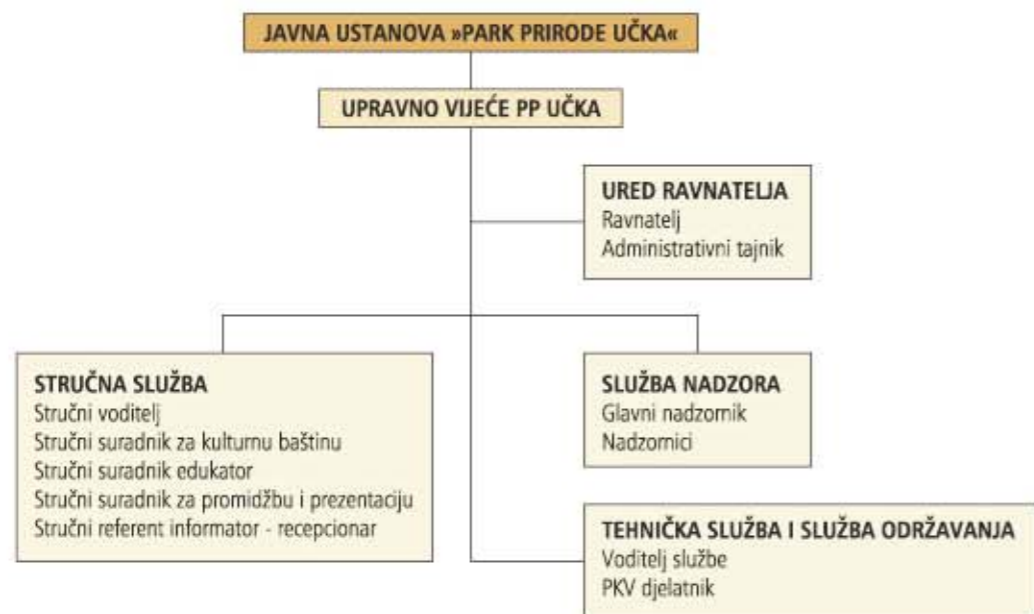 JAVNA USTANOVA »PARK PRIRODE UČKA«
UPRAVNO VIJEĆE PP UČKA
URED RAVNATELJA
Ravnatelj
Administrativni tajnik
STRUČNA SLUŽBA
Stručni voditelj
Stručni suradnik za kulturnu baštinu
Stručni suradnik edukator
Stručni suradnik za promidžbu i prezentaciju
Stručni referent informator - recepcionar
SLUŽBA NADZORA
Glavni nadzornik
Nadzornici
TEHNIČKA SLUŽBA I SLUŽBA ODRŽAVANJA
Voditelj službe
PKV djelatnik